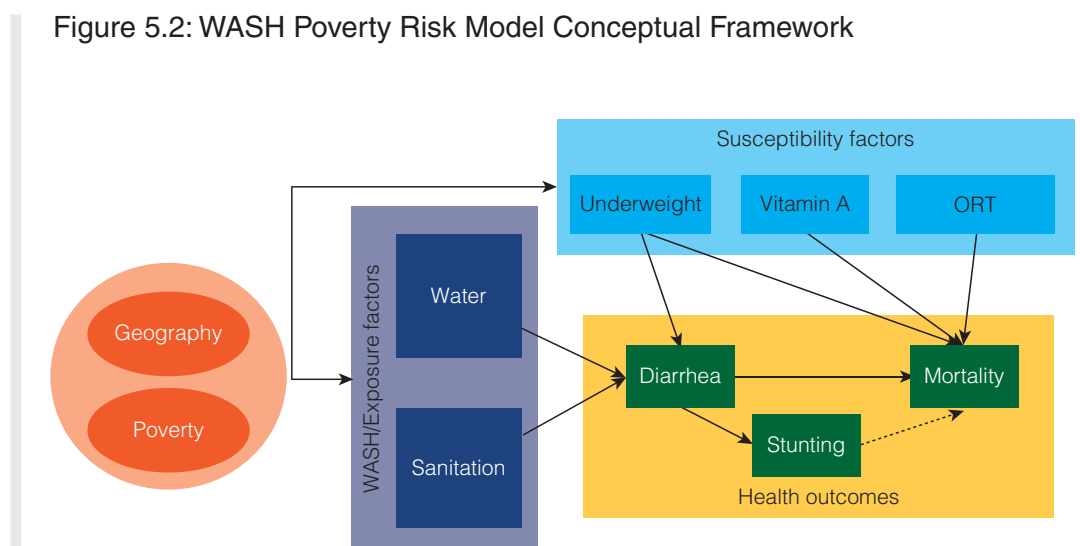 Figure 5.2: WASH Poverty Risk Model Conceptual Framework
Susceptibility factors
Underweight
Vitamin A
ORT
WASH/Exposure factors
Water
Sanitation
Geography
Poverty
Diarrhea
Mortality
Stunting
Health outcomes